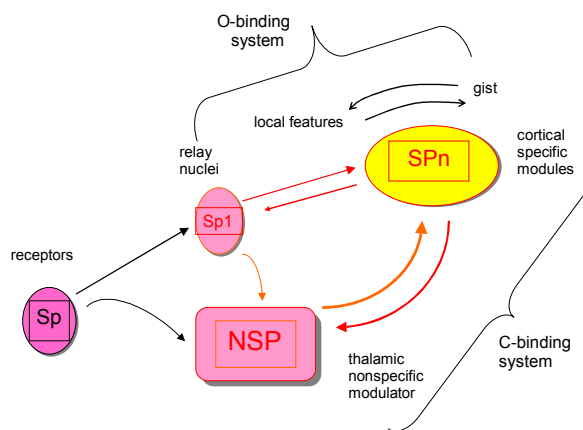 O-binding
system
gist
local features
relay
nuclei
SPn
cortical
specific
modules
Sp1
receptors
Sp
NSP
thalamic
nonspecific
modulator
C-binding
system